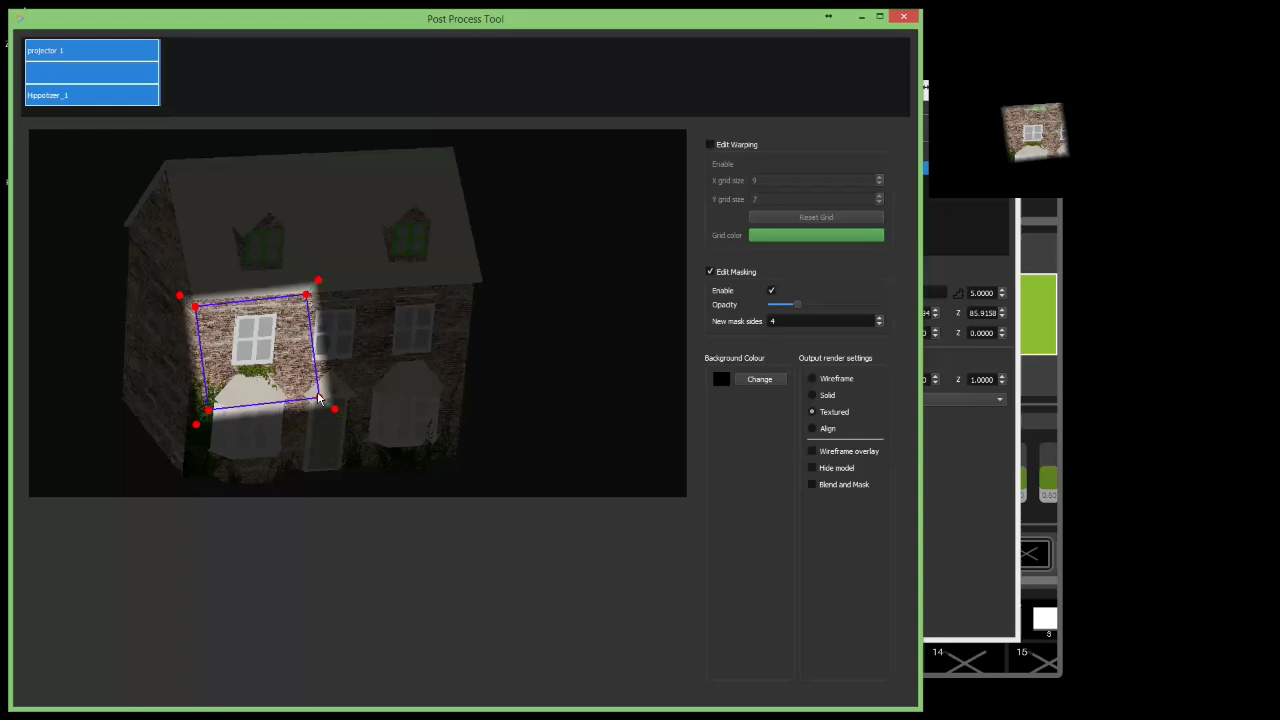 Post Process Tool
projector 1
Hippotizer_1
Edit Warping
Enable
X grid size 9
Y grid size 7
Reset Grid
Grid color
Edit Masking
Enable
Opacity
New mask sides 4
Background Colour
Change
Output render settings
Wireframe
Solid
Textured
Align
Wireframe overlay
Hide model
Blend and Mask
5.0000
Z 85.9158
Z 0.0000
Z 1.0000
14
15